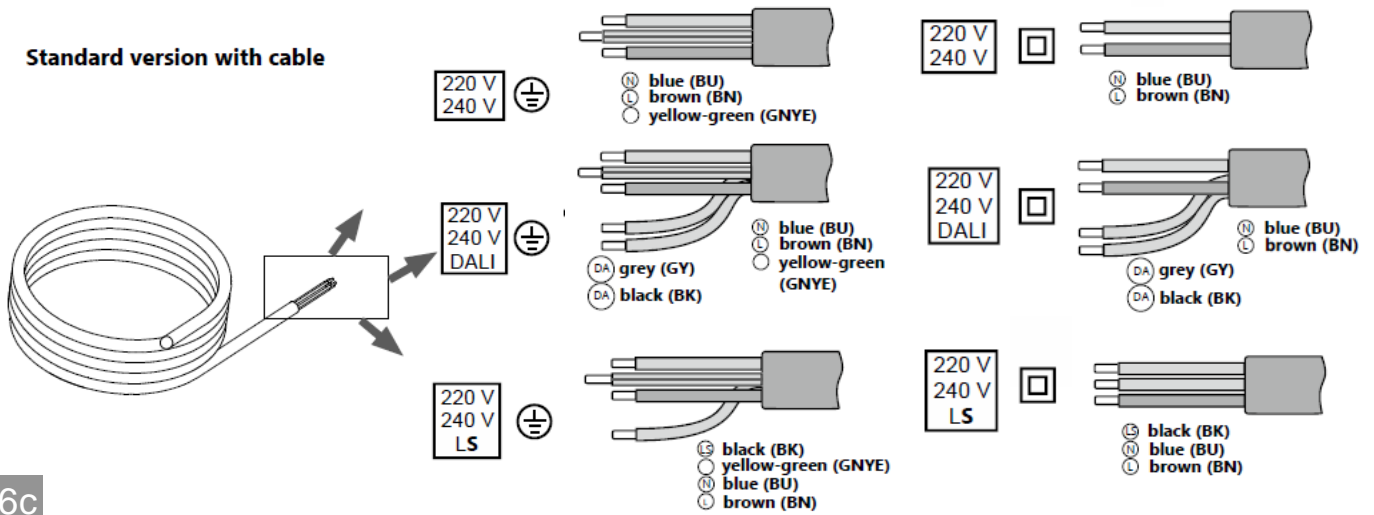 Standard version with cable
220 V
240 V
N blue (BU)
L brown (BN)
yellow-green (GNYE)
220 V
240 V
N blue (BU)
L brown (BN)
220 V
240 V
DALI
N blue (BU)
L brown (BN)
yellow-green
(GNYE)
DA grey (GY)
DA black (BK)
220 V
240 V
DALI
N blue (BU)
L brown (BN)
DA grey (GY)
DA black (BK)
220 V
240 V
LS
LS black (BK)
yellow-green (GNYE)
N blue (BU)
L brown (BN)
220 V
240 V
LS
LS black (BK)
N blue (BU)
L brown (BN)
6c